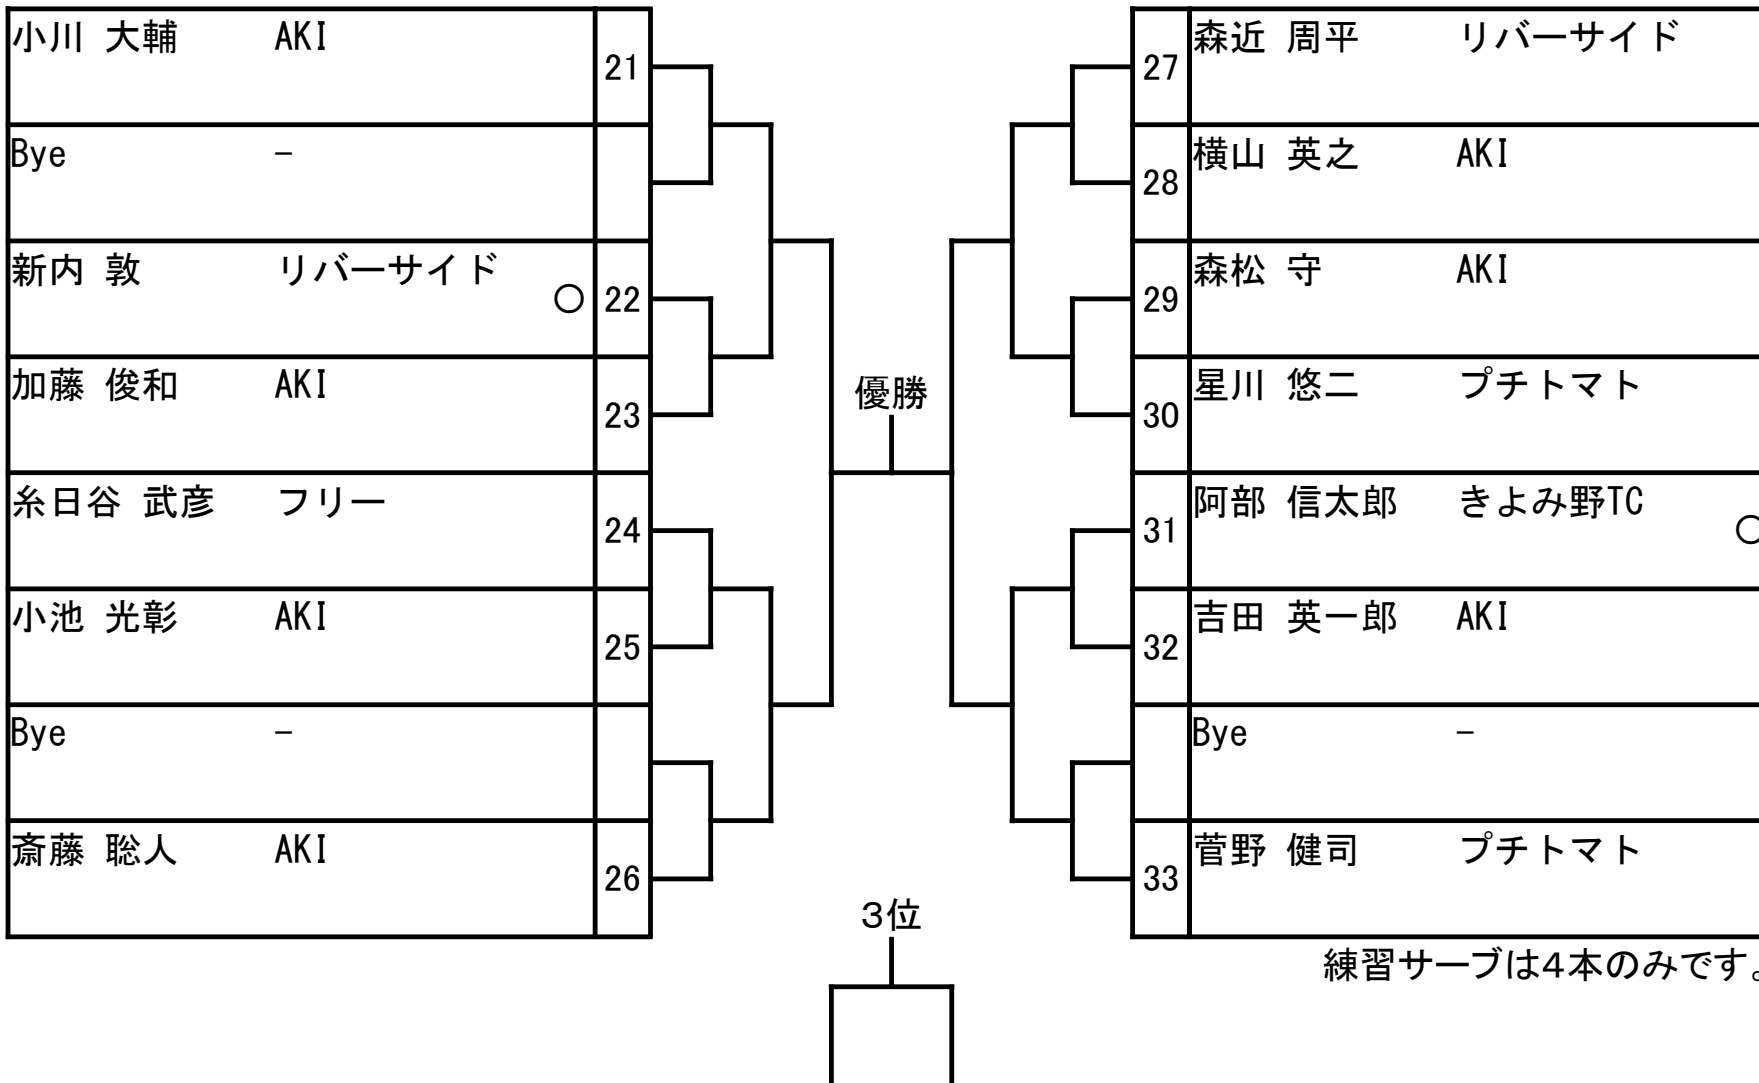 小川 大輔 AKI
21
Bye -
新内 敦 リバーサイド
○ 22
加藤 俊和 AKI
23
糸日谷 武彦 フリー
24
小池 光彰 AKI
25
Bye -
斎藤 聡人 AKI
26
優勝
3位
森近 周平 リバーサイド
27
横山 英之 AKI
28
森松 守 AKI
29
星川 悠二 プチトマト
30
阿部 信太郎 きよみ野TC
31 ○
吉田 英一郎 AKI
32
Bye -
菅野 健司 プチトマト
33
練習サーブは4本のみです。